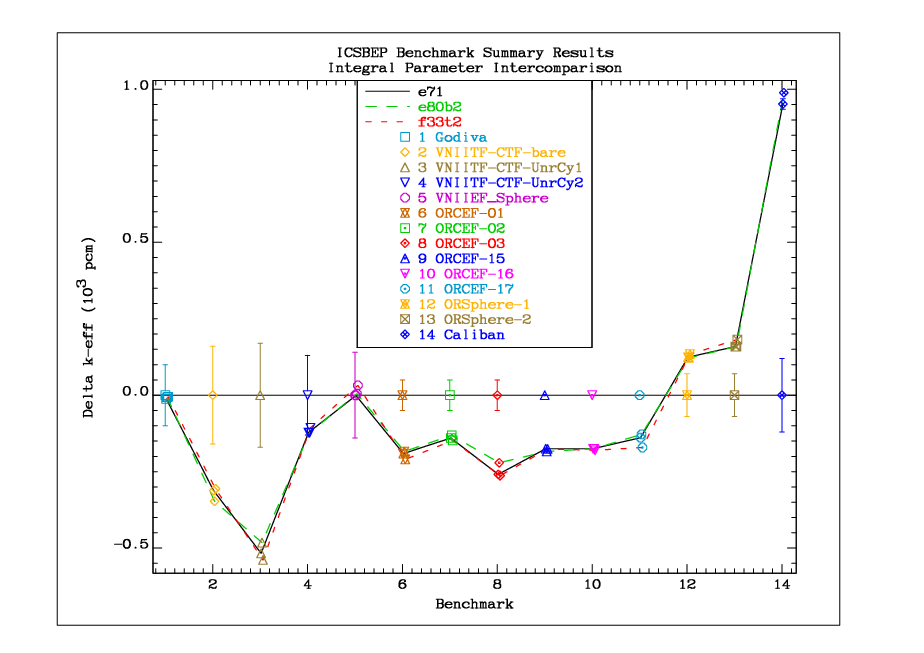 ICSBEP Benchmark Summary Results
Integral Parameter Intercomparison
e71
e80b2
f33t2
1 Godiva
2 VNIITF-CTF-bare
3 VNIITF-CTF-UnrCy1
4 VNIITF-CTF-UnrCy2
5 VNIIEF_Sphere
6 ORCEF-01
7 ORCEF-02
8 ORCEF-03
9 ORCEF-15
10 ORCEF-16
11 ORCEF-17
12 ORSphere-1
13 ORSphere-2
14 Caliban
1.0
0.5
0.0
-0.5
Delta k-eff (10³ pcm)
2 4 6 8 10 12 14
Benchmark